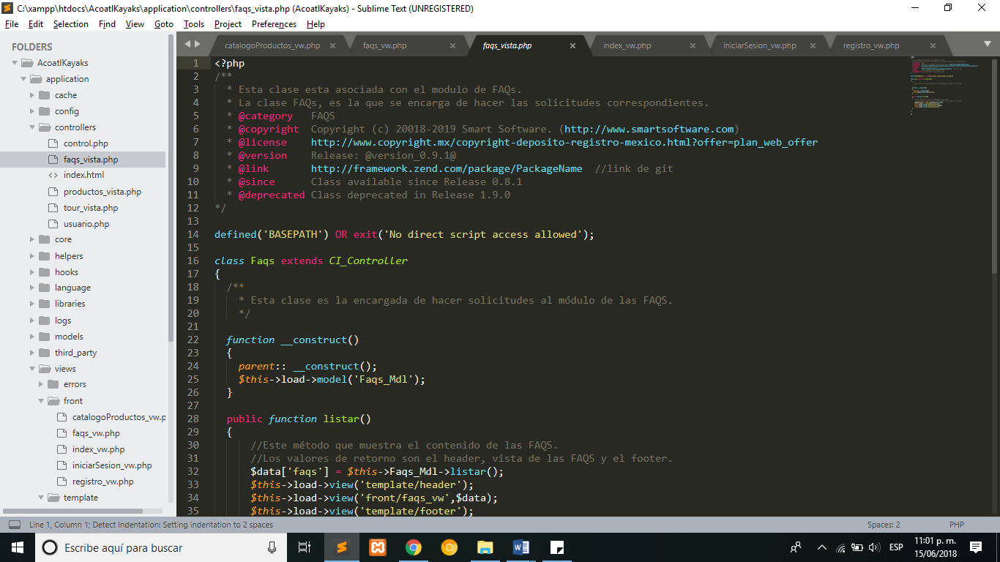 C:\xampp\htdocs\AcoatlKayaks\application\controllers\faqs_vista.php (AcoatlKayaks) - Sublime Text (UNREGISTERED)
File Edit Selection Find View Goto Tools Project Preferences Help
FOLDERS
AcoatlKayaks
application
cache
config
controllers
control.php
faqs_vista.php
index.html
productos_vista.php
tour_vista.php
usuario.php
core
helpers
hooks
language
libraries
logs
models
third_party
views
errors
front
catalogoProductos_vw.p
faqs_vw.php
index_vw.php
iniciarSesion_vw.php
registro_vw.php
template
catalogoProductos_vw.php faqs_vw.php faqs_vista.php index_vw.php iniciarSesion_vw.php registro_vw.php
1 <?php
2 /**
3 * Esta clase esta asociada con el modulo de FAQs.
4 * La clase FAQs, es la que se encarga de hacer las solicitudes correspondientes.
5 * @category FAQS
6 * @copyright Copyright (c) 20018-2019 Smart Software. (http://www.smartsoftware.com)
7 * @license http://www.copyright.mx/copyright-deposito-registro-mexico.html?offer=plan_web_offer
8 * @version Release: @version_0.9.1@
9 * @link http://framework.zend.com/package/PackageName //link de git
10 * @since Class available since Release 0.8.1
11 * @deprecated Class deprecated in Release 1.9.0
12 */
13
14 defined('BASEPATH') OR exit('No direct script access allowed');
15
16 class Faqs extends CI_Controller
17 {
18 /**
19 * Esta clase es la encargada de hacer solicitudes al módulo de las FAQS.
20 */
21
22 function __construct()
23 {
24 parent:: __construct();
25 $this->load->model('Faqs_Mdl');
26 }
27
28 public function listar()
29 {
30 //Este método que muestra el contenido de las FAQS.
31 //Los valores de retorno son el header, vista de las FAQS y el footer.
32 $data['faqs'] = $this->Faqs_Mdl->listar();
33 $this->load->view('template/header');
34 $this->load->view('front/faqs_vw',$data);
35 $this->load->view('template/footer');
Line 1, Column 1; Detect Indentation: Setting indentation to 2 spaces Spaces: 2 PHP
Escribe aquí para buscar
ESP
11:01 p. m.
15/06/2018